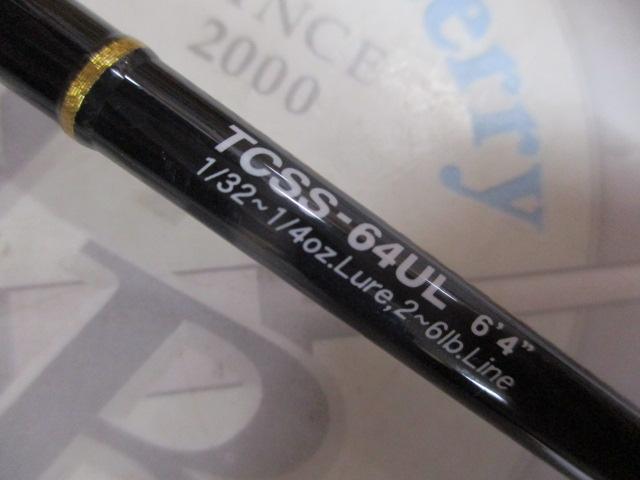 TCSS-64UL 6'4"
1/32~1/4oz.Lure,2~6lb.Line
erry
INCE
2000